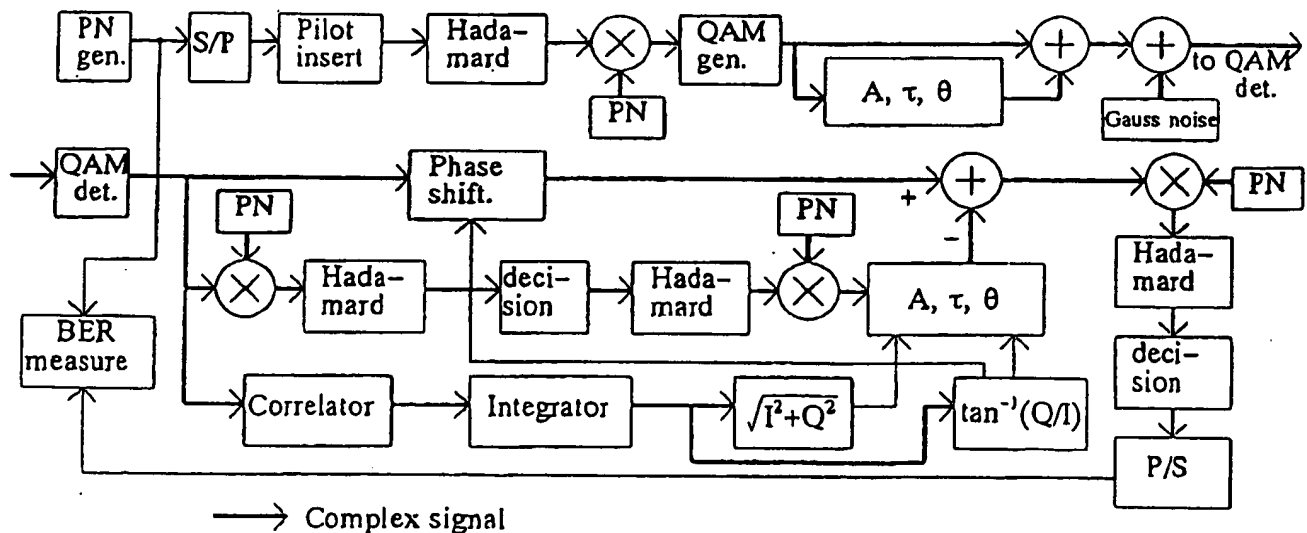 PN
gen.
S/P
Pilot
insert
Hada-
mard
×
PN
QAM
gen.
A, τ, θ
+
+
Gauss noise
to QAM
det.
QAM
det.
Phase
shift.
+
+
−
×
PN
PN
×
Hada-
mard
deci-
sion
Hada-
mard
PN
×
A, τ, θ
Hada-
mard
BER
measure
deci-
sion
Correlator
Integrator
√I²+Q²
tan⁻¹(Q/I)
P/S
Complex signal